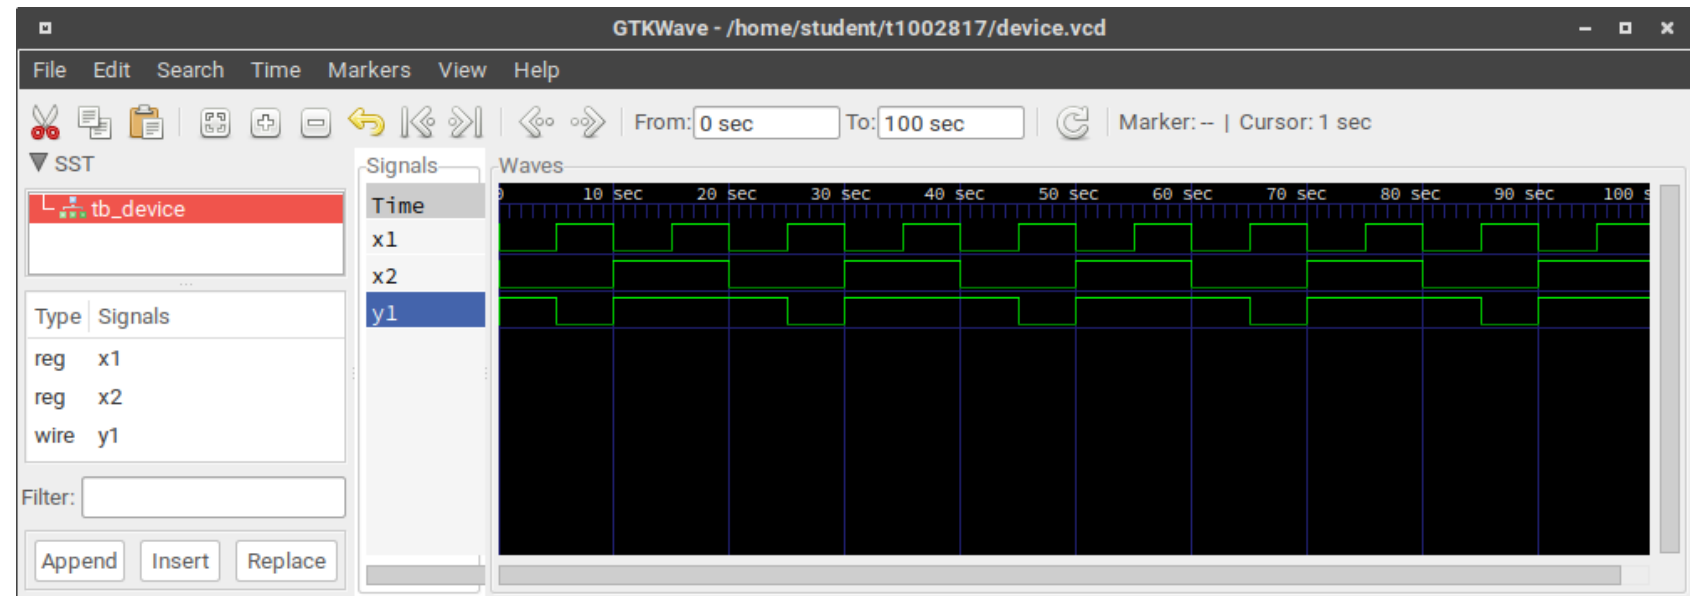 GTKWave - /home/student/t1002817/device.vcd
File Edit Search Time Markers View Help
From: 0 sec To: 100 sec Marker: -- | Cursor: 1 sec
SST
tb_device
Type Signals
reg x1
reg x2
wire y1
Filter:
Append Insert Replace
Signals
Time
x1
x2
y1
Waves
0 10 sec 20 sec 30 sec 40 sec 50 sec 60 sec 70 sec 80 sec 90 sec 100 s